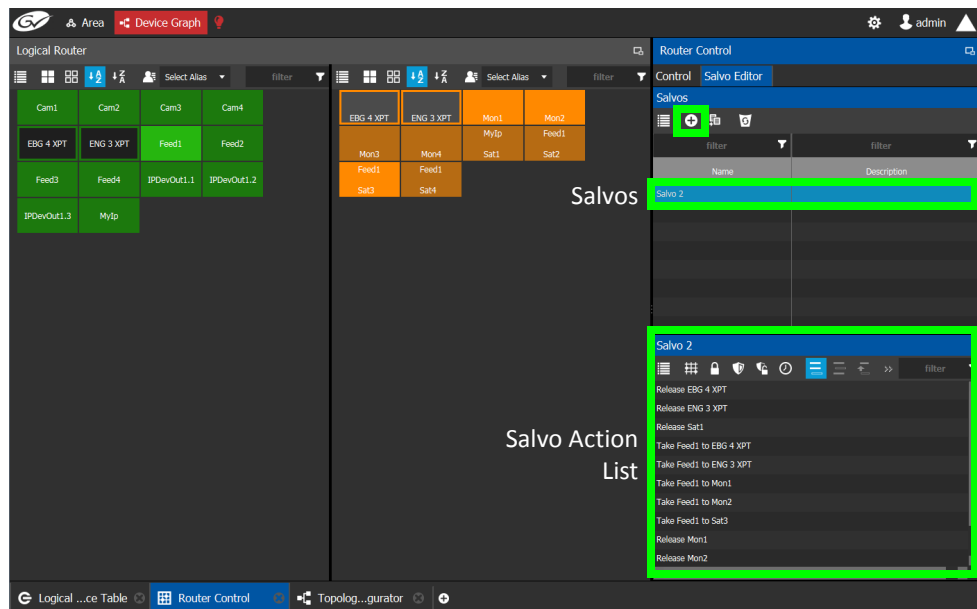 GV Area Device Graph admin
Logical Router
Router Control
Select Alias filter
Select Alias filter
Control Salvo Editor
Salvos
Cam1 Cam2 Cam3 Cam4
EBG 4 XPT ENG 3 XPT Feed1 Feed2
Feed3 Feed4 IPDevOut1.1 IPDevOut1.2
IPDevOut1.3 MyIp
EBG 4 XPT ENG 3 XPT Mon1 Mon2
MyIp Feed1
Mon3 Mon4 Sat1 Sat2
Feed1 Feed1
Sat3 Sat4
filter filter
Name Description
Salvos
Salvo 2
Salvo 2
filter
Release EBG 4 XPT
Release ENG 3 XPT
Release Sat1
Take Feed1 to EBG 4 XPT
Take Feed1 to ENG 3 XPT
Take Feed1 to Mon1
Take Feed1 to Mon2
Take Feed1 to Sat3
Release Mon1
Release Mon2
Salvo Action
List
Logical ...ce Table Router Control Topolog...gurator